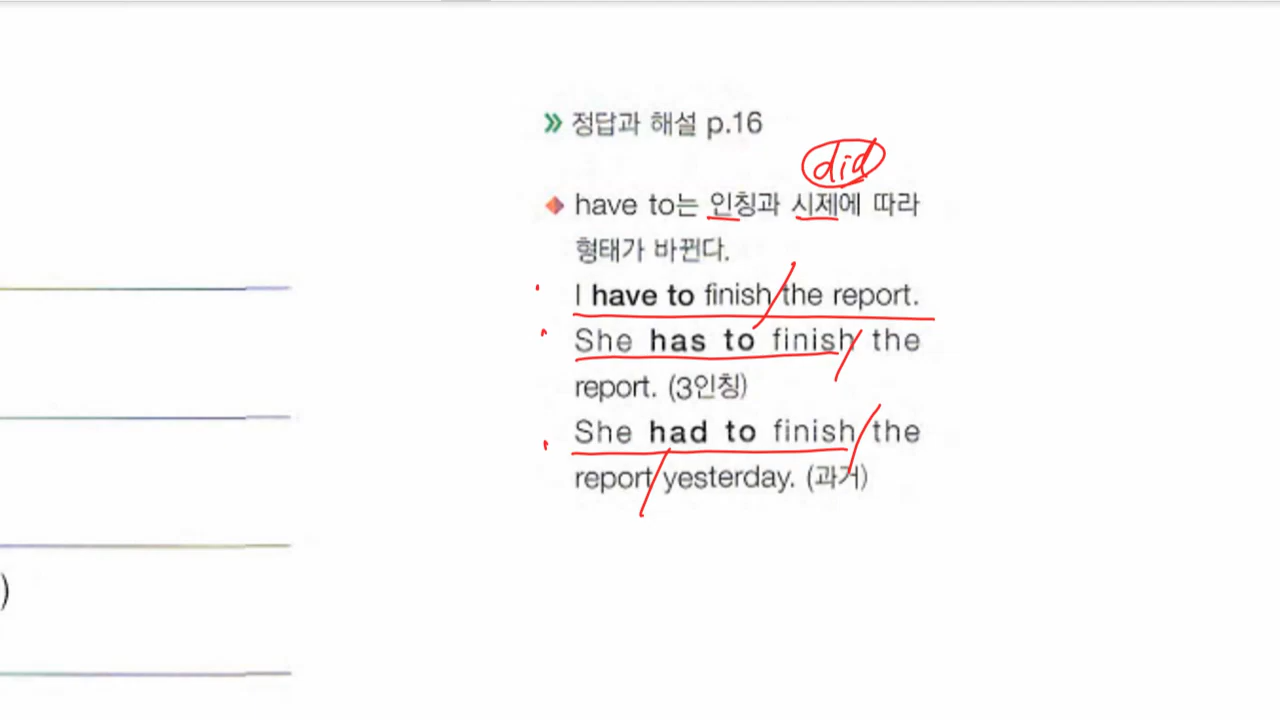 » 정답과 해설 p.16
did
◆ have to는 인칭과 시제에 따라
형태가 바뀐다.
I have to finish the report.
She has to finish the
report. (3인칭)
She had to finish the
report yesterday. (과거)
)